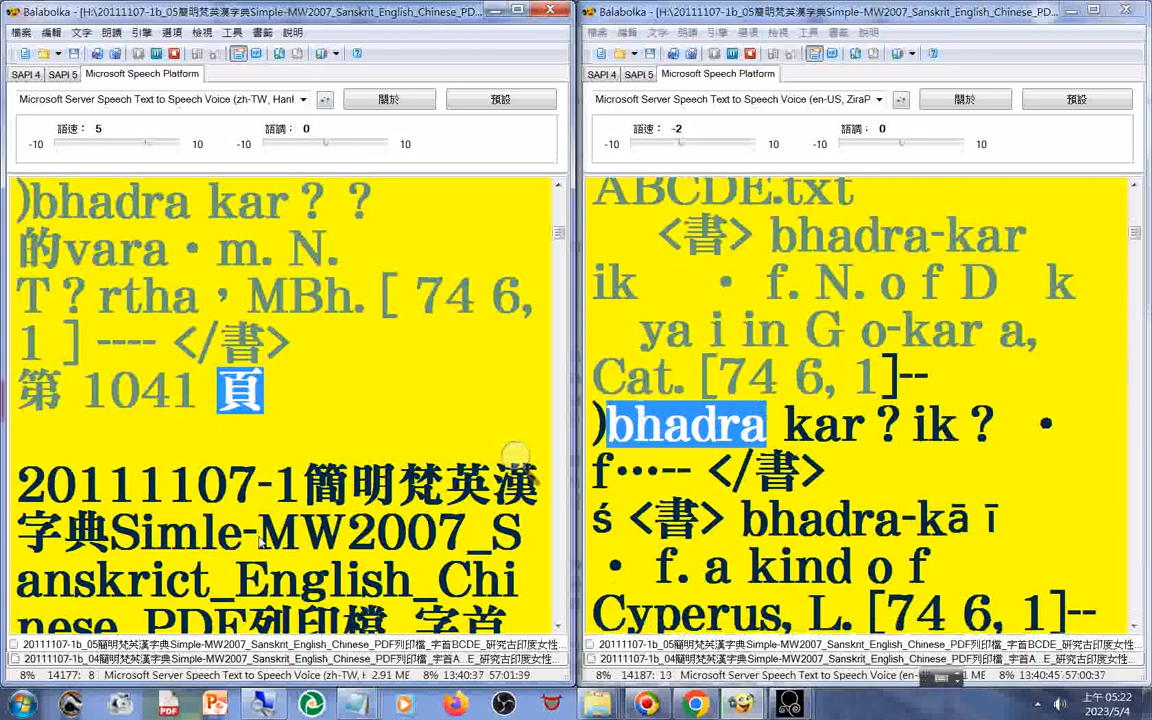 Balabolka - [H:\20111107-1b_05簡明梵英漢字典Simple-MW2007_Sanskrit_English_Chinese_PD...
檔案 編輯 文字 朗讀 引擎 選項 檢視 工具 書籤 說明
SAPI 4 SAPI 5 Microsoft Speech Platform
Microsoft Server Speech Text to Speech Voice (zh-TW, Hanl
關於 預設
語速： 5 語調： 0
-10 10 -10 10
)bhadra kar？？
的vara・m. N.
T？rtha，MBh.［ 74 6,
1 ］---- </書>
第 1041 頁
20111107-1簡明梵英漢
字典Simle-MW2007_S
anskrict_English_Chi
nese_PDF列印檔_字首
20111107-1b_05簡明梵英漢字典Simple-MW2007_Sanskrit_English_Chinese_PDF列印檔_字首BCDE_研究古印度女性...
20111107-1b_04簡明梵英漢字典Simple-MW2007_Sanskrit_English_Chinese_PDF列印檔_字首A...E_研究古印度女性...
8% 14177: 8 Microsoft Server Speech Text to Speech Voice (zh-TW, H 2.91 ME 8% 13:40:37 57:01:39
Balabolka - [H:\20111107-1b_05簡明梵英漢字典Simple-MW2007_Sanskrit_English_Chinese_PD...
檔案 編輯 文字 朗讀 引擎 選項 檢視 工具 書籤 說明
SAPI 4 SAPI 5 Microsoft Speech Platform
Microsoft Server Speech Text to Speech Voice (en-US, ZiraP
關於 預設
語速： -2 語調： 0
-10 10 -10 10
ABCDE.txt
<書> bhadra-kar
ik ・ f. N. o f D k
ya i in G o-kar a,
Cat. [74 6, 1]--
)bhadra kar？ik？ ・
f…-- </書>
ś <書> bhadra-kāī
・ f. a kind o f
Cyperus, L. [74 6, 1]--
20111107-1b_05簡明梵英漢字典Simple-MW2007_Sanskrit_English_Chinese_PDF列印檔_字首BCDE_研究古印度女性...
20111107-1b_04簡明梵英漢字典Simple-MW2007_Sanskrit_English_Chinese_PDF列印檔_字首A...E_研究古印度女性...
8% 14187: 13 Microsoft Server Speech Text to Speech Voice ME 8% 13:40:45 57:00:37
上午 05:22
2023/5/4